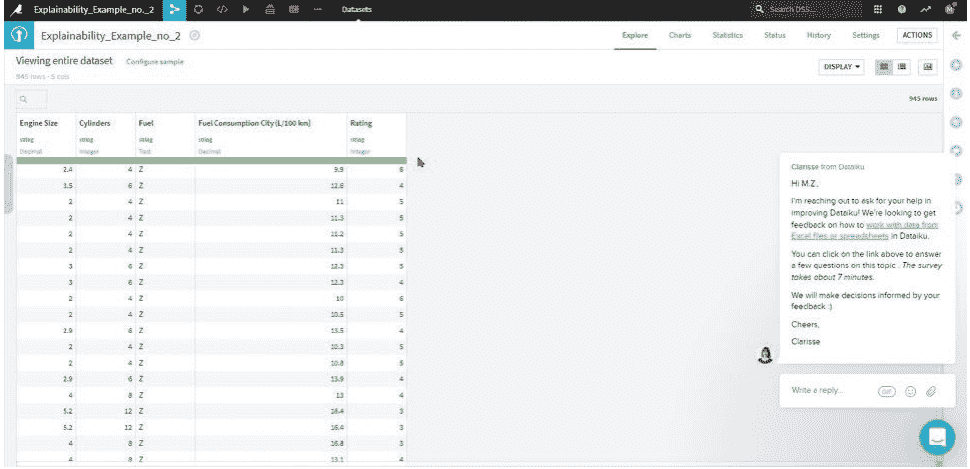 Explainability_Example_no._2
Datasets
Search DSS...
Explainability_Example_no_2
Explore Charts Statistics Status History Settings ACTIONS
Viewing entire dataset Configure sample
945 rows - 5 cols
DISPLAY
945 rows
Engine Size Cylinders Fuel Fuel Consumption City (L/100 km) Rating
string string string string string
Decimal Integer Text Decimal Integer
2.4 4 Z 9.9 6
3.5 6 Z 12.6 4
2 4 Z 11 5
2 4 Z 11.3 5
2 4 Z 11.2 5
2 4 Z 11.3 5
3 6 Z 12.3 5
3 6 Z 12.3 4
2 4 Z 10 6
2 4 Z 10.5 5
2.9 6 Z 13.5 4
2 4 Z 10.3 5
2 4 Z 10.8 5
2.9 6 Z 13.9 4
4 8 Z 13 4
5.2 12 Z 16.4 3
5.2 12 Z 16.4 3
4 8 Z 16.8 3
4 8 Z 13.1 4
Clarisse from Dataiku
Hi M.Z.,
I'm reaching out to ask for your help in
improving Dataiku! We're looking to get
feedback on how to work with data from
Excel files or spreadsheets in Dataiku.
You can click on the link above to answer
a few questions on this topic . The survey
takes about 7 minutes.
We will make decisions informed by your
feedback :)
Cheers,
Clarisse
Write a reply...